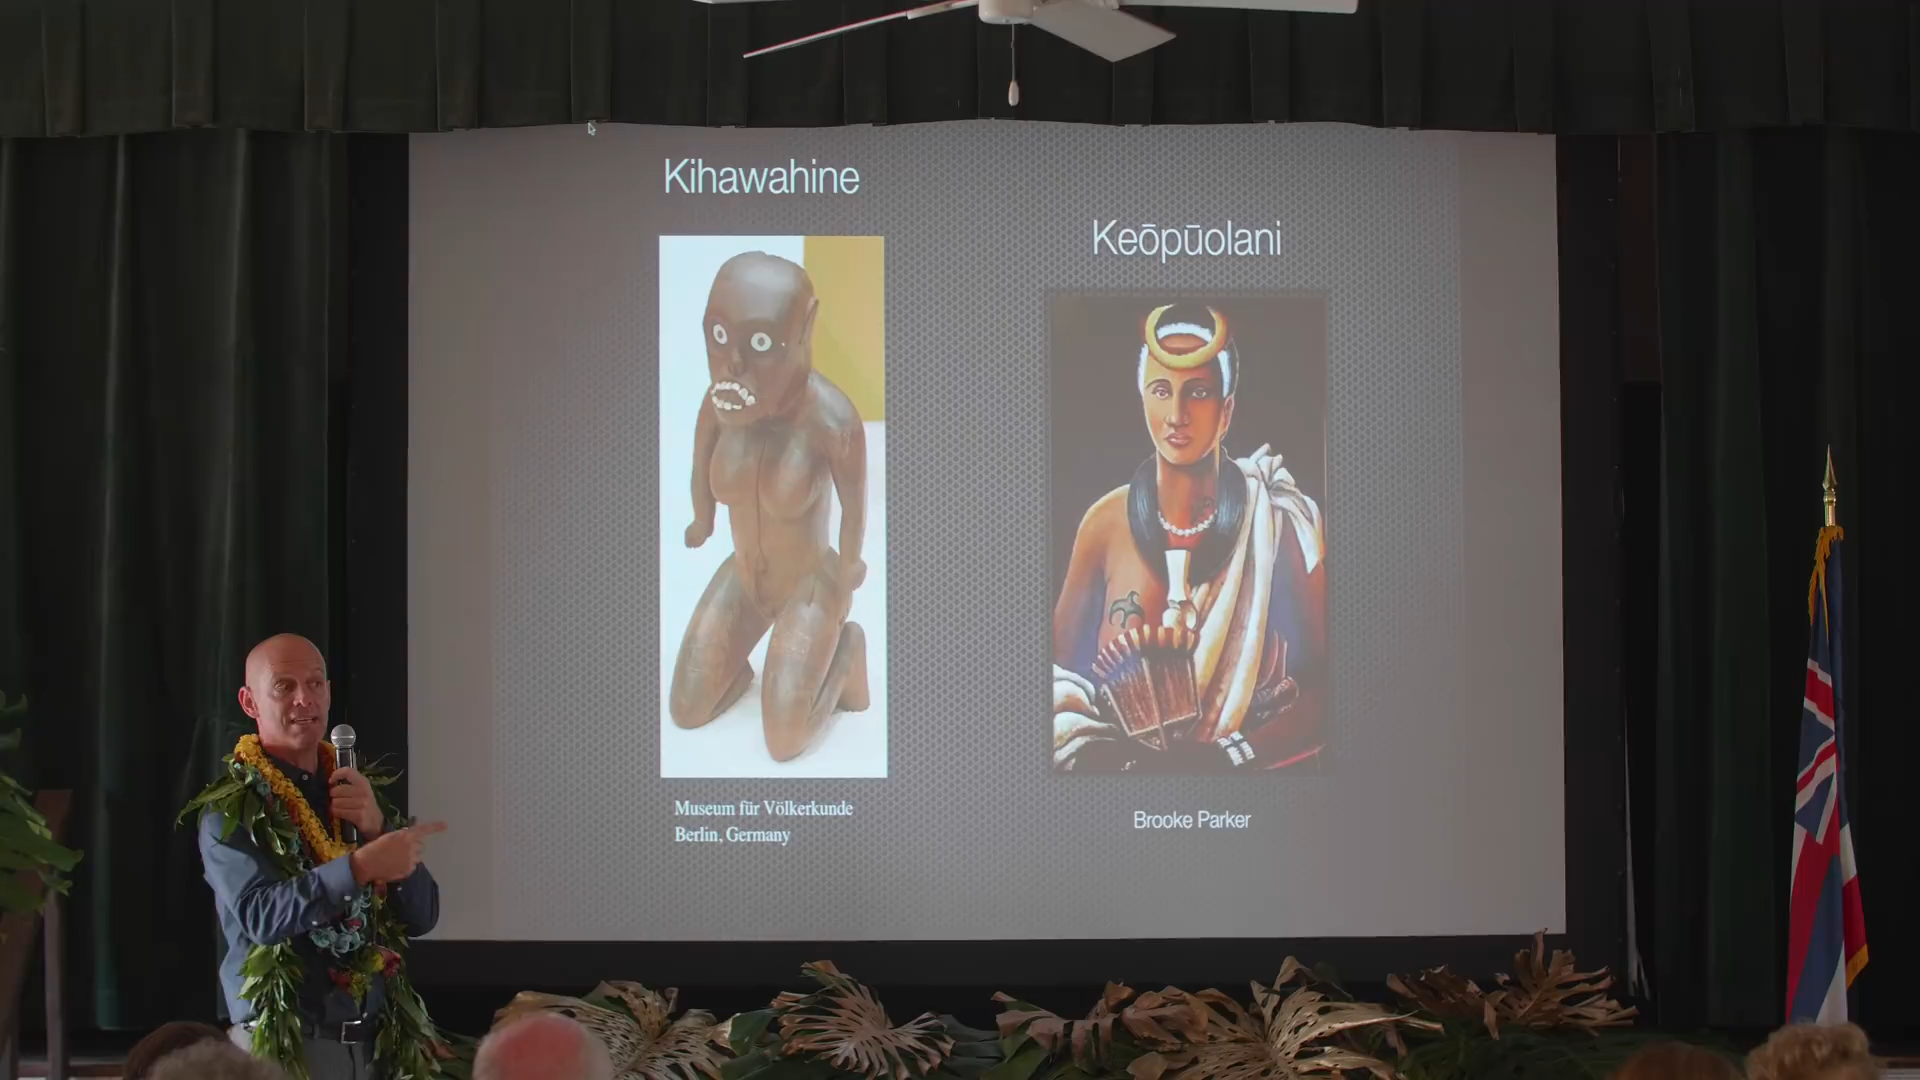 Kihawahine
Keōpūolani
Museum für Völkerkunde
Berlin, Germany
Brooke Parker